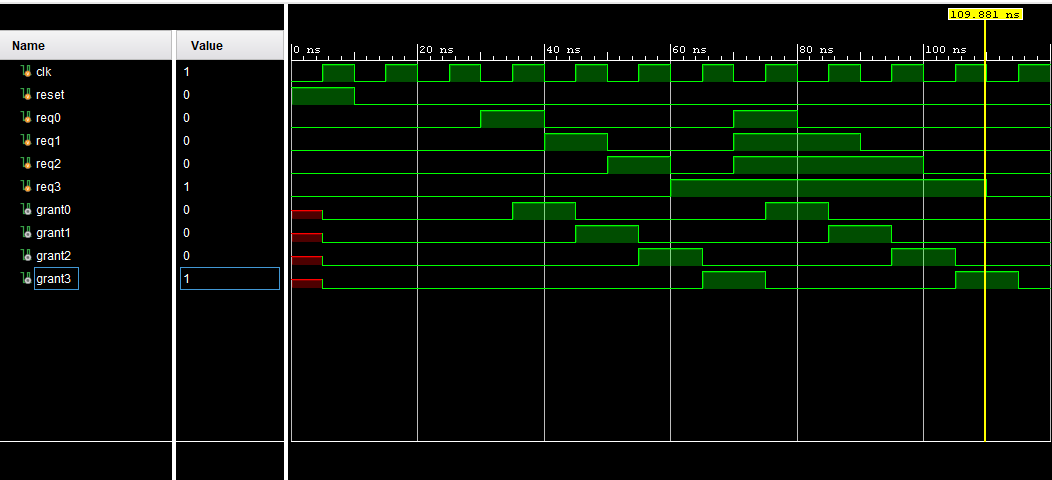 109.881 ns
Name Value
0 ns 20 ns 40 ns 60 ns 80 ns 100 ns
clk 1
reset 0
req0 0
req1 0
req2 0
req3 1
grant0 0
grant1 0
grant2 0
grant3 1